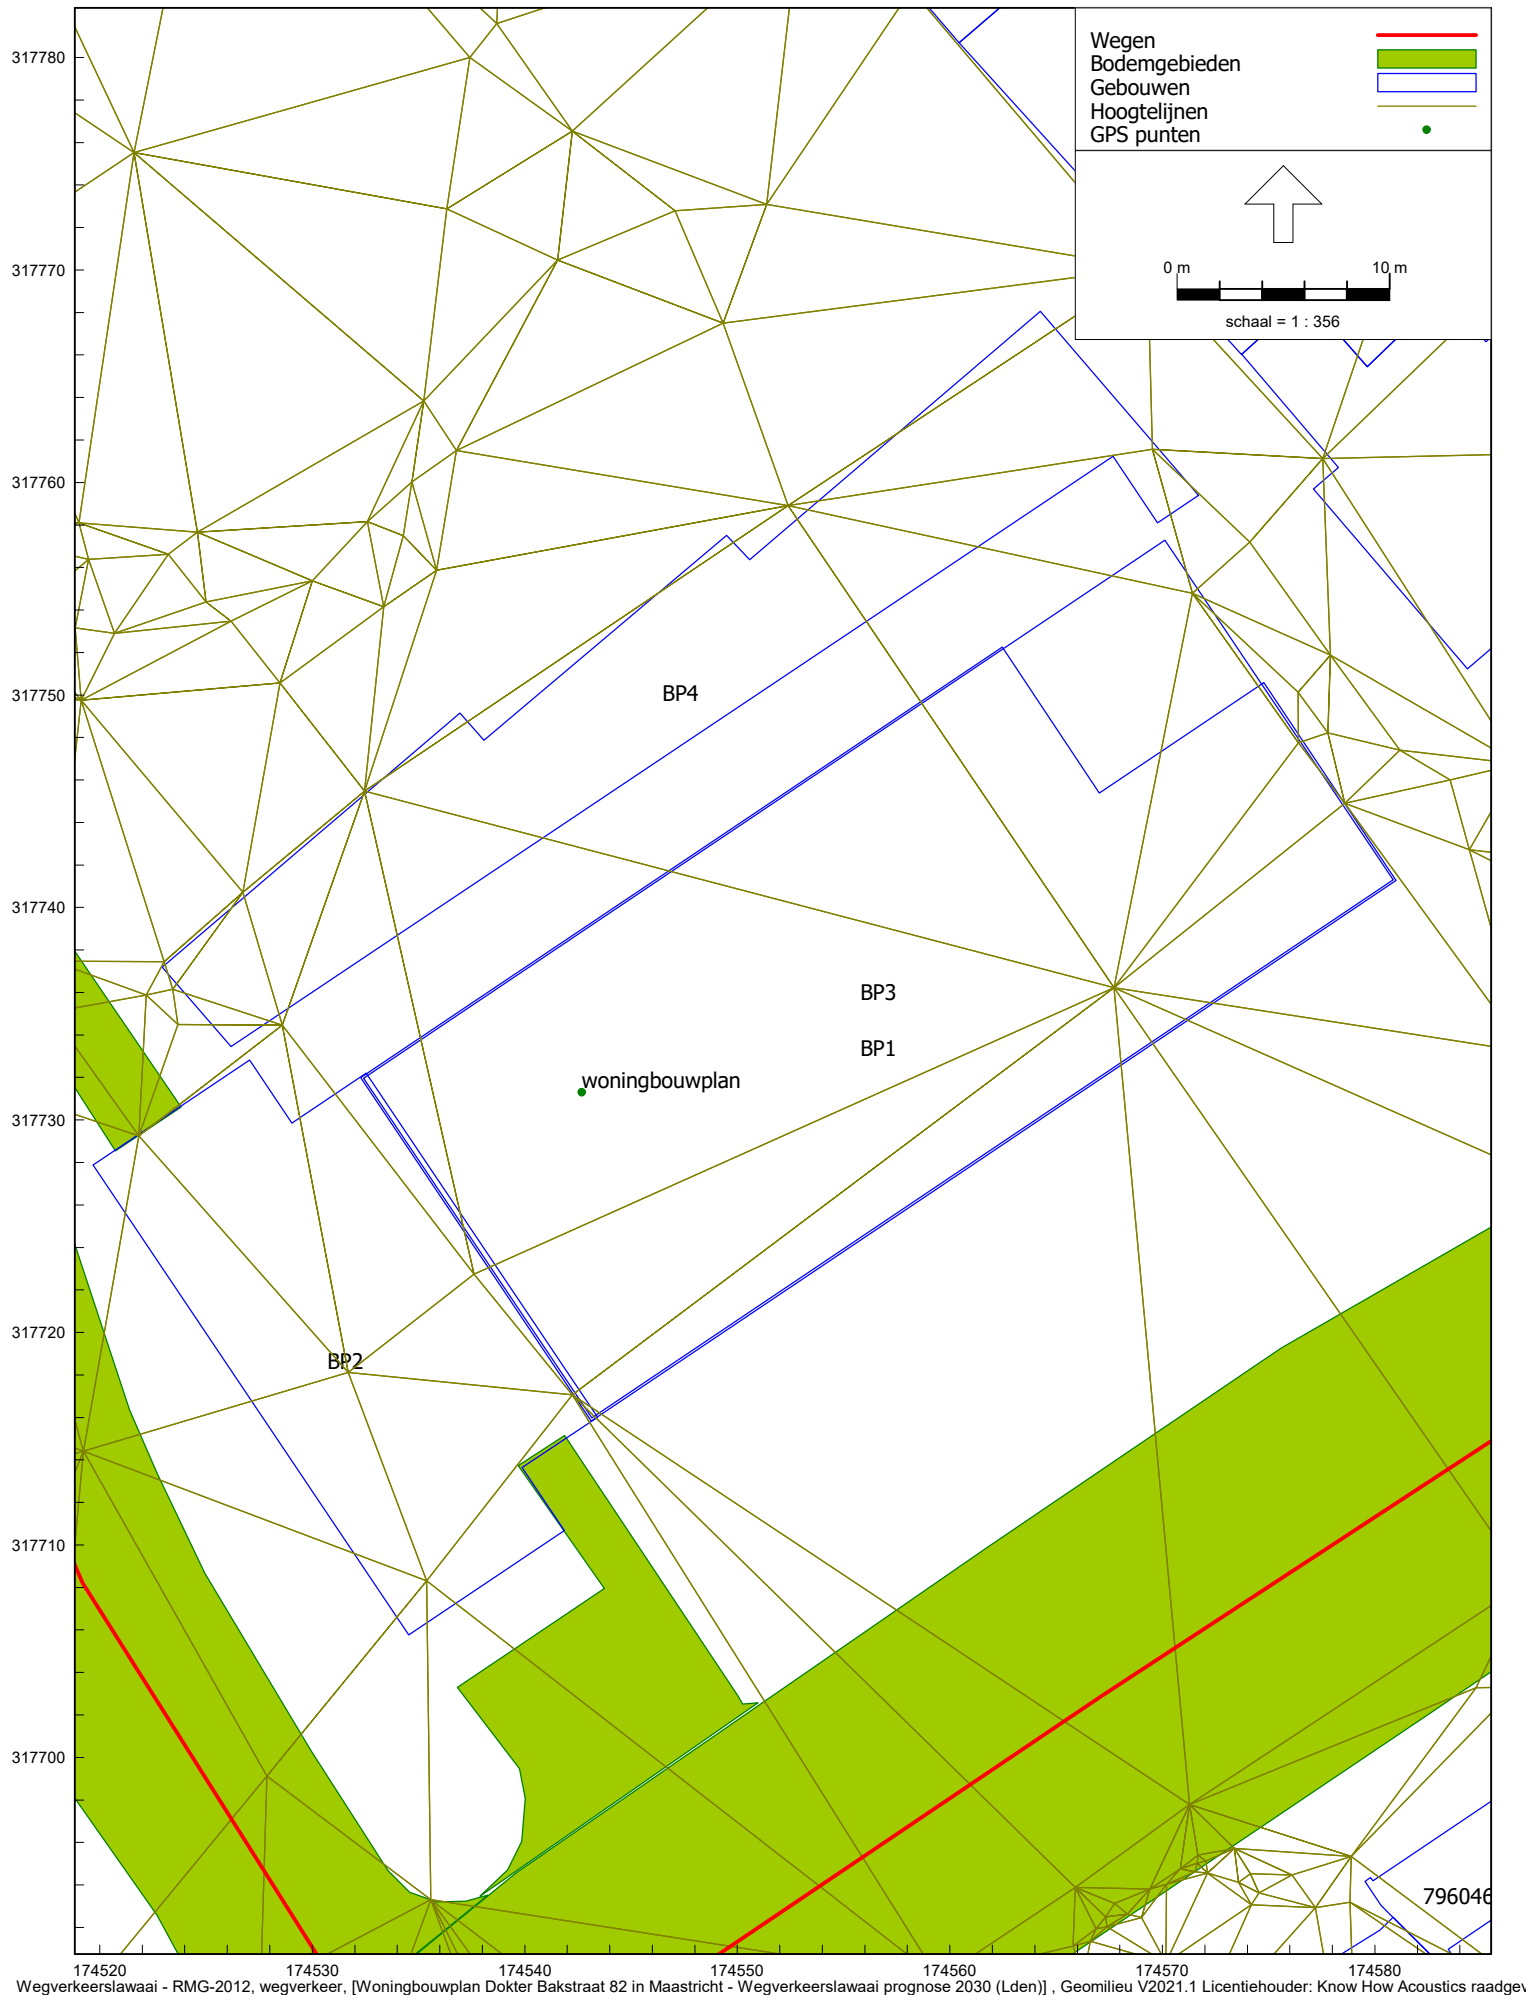 Wegen
Bodemgebieden
Gebouwen
Hoogtelijnen
GPS punten
0 m 10 m
schaal = 1 : 356
317780
317770
317760
317750
317740
317730
317720
317710
317700
BP4
BP3
BP1
woningbouwplan
BP2
796046
174520 174530 174540 174550 174560 174570 174580
Wegverkeerslawaai - RMG-2012, wegverkeer, [Woningbouwplan Dokter Bakstraat 82 in Maastricht - Wegverkeerslawaai prognose 2030 (Lden)] , Geomilieu V2021.1 Licentiehouder: Know How Acoustics raadgev